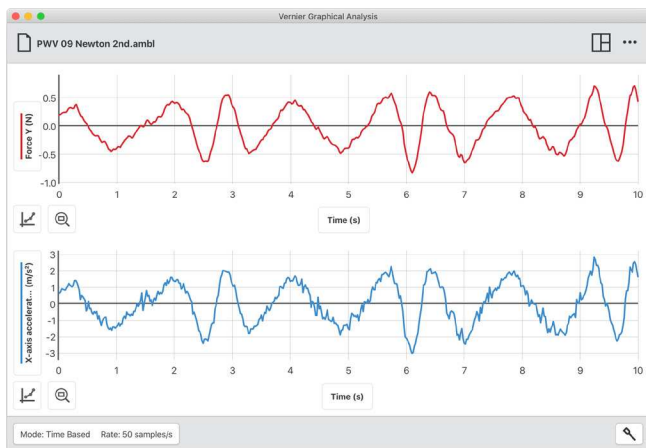 Vernier Graphical Analysis
PWV 09 Newton 2nd.ambl
Force Y (N)
0.5
0.0
-0.5
-1.0
0 1 2 3 4 5 6 7 8 9 10
Time (s)
X-axis accelerat... (m/s²)
3
2
1
0
-1
-2
-3
0 1 2 3 4 5 6 7 8 9 10
Time (s)
Mode: Time Based Rate: 50 samples/s